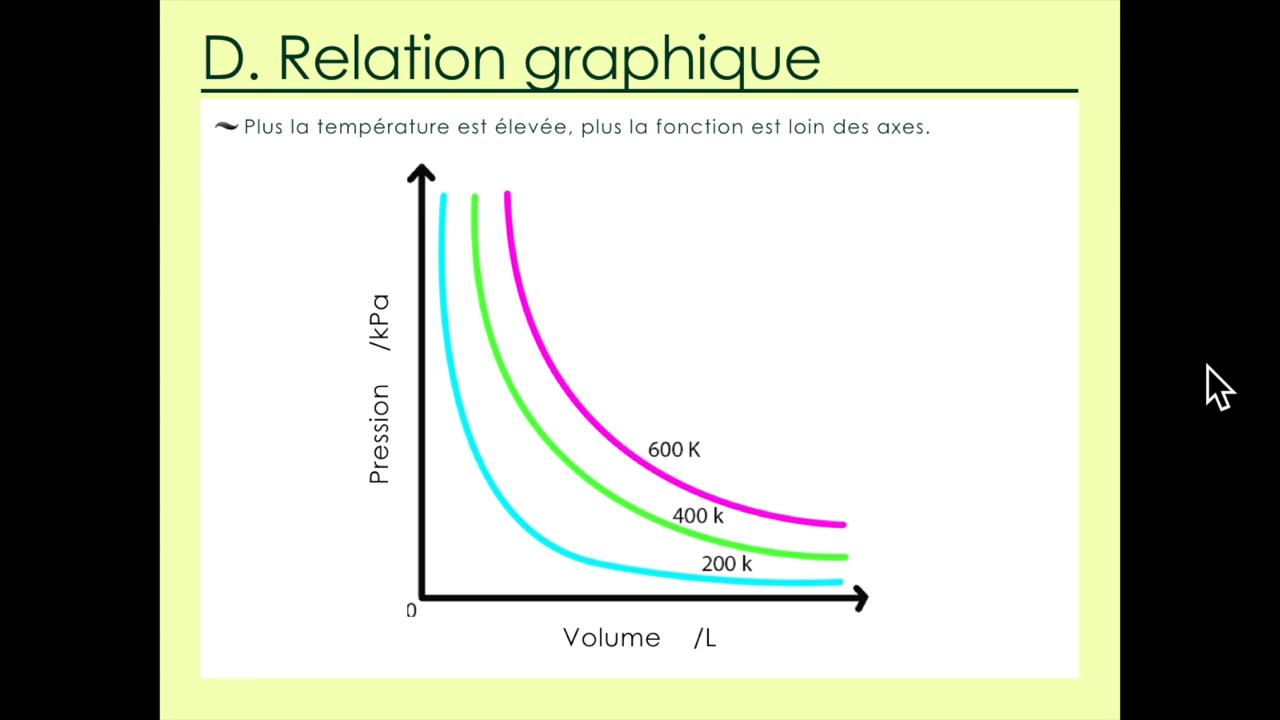 D. Relation graphique
Plus la température est élevée, plus la fonction est loin des axes.
Pression /kPa
600 K
400 k
200 k
0
Volume /L